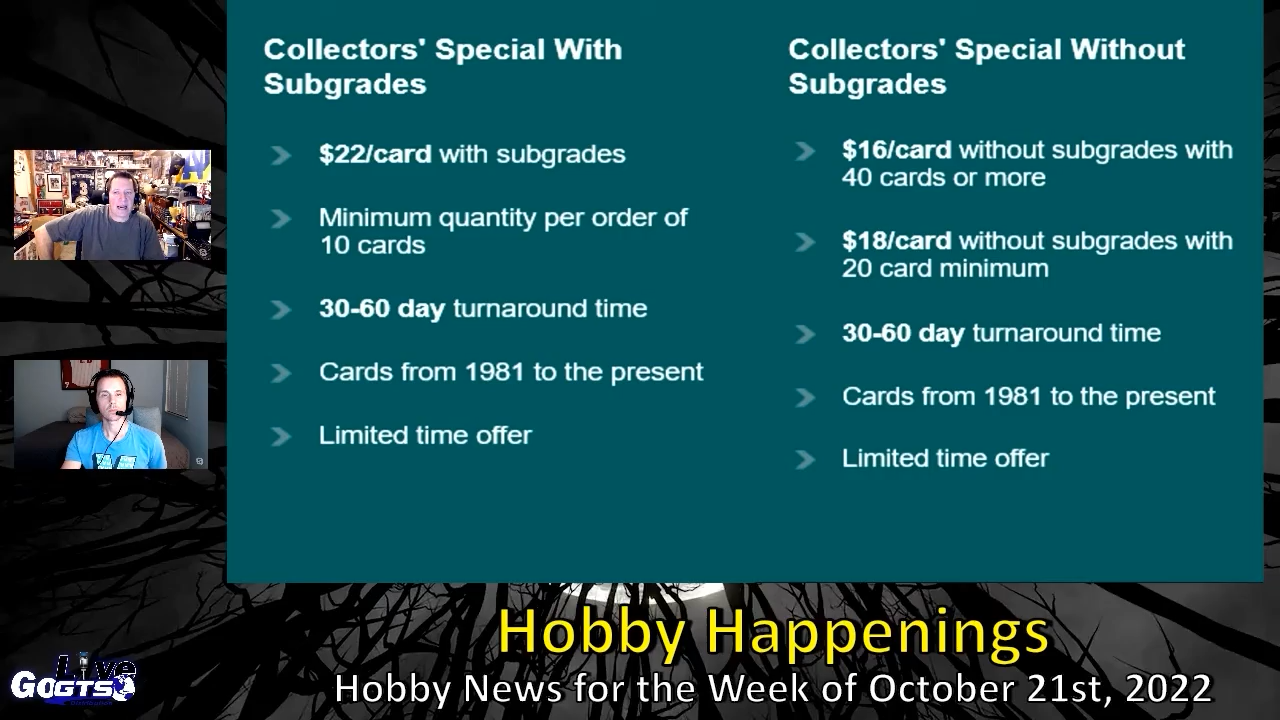 Collectors' Special With
Subgrades
$22/card with subgrades
Minimum quantity per order of
10 cards
30-60 day turnaround time
Cards from 1981 to the present
Limited time offer
Collectors' Special Without
Subgrades
$16/card without subgrades with
40 cards or more
$18/card without subgrades with
20 card minimum
30-60 day turnaround time
Cards from 1981 to the present
Limited time offer
Hobby Happenings
Hobby News for the Week of October 21st, 2022
Live
GoGTS